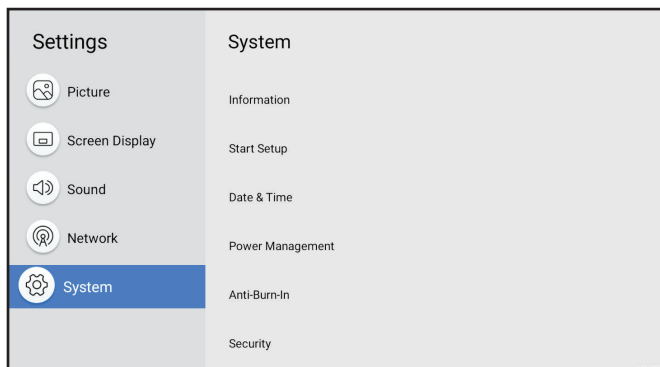 Settings
Picture
Screen Display
Sound
Network
System
System
Information
Start Setup
Date & Time
Power Management
Anti-Burn-In
Security